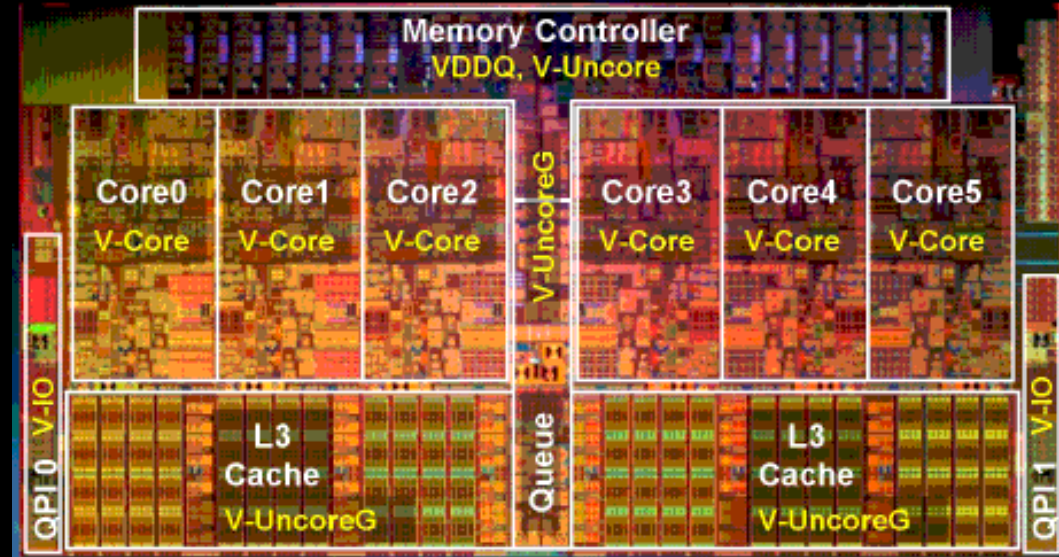 Memory Controller
VDDQ, V-Uncore
Core0
V-Core
Core1
V-Core
Core2
V-Core
V-UncoreG
Core3
V-Core
Core4
V-Core
Core5
V-Core
QPI 0 V-IO
L3
Cache
V-UncoreG
Queue
L3
Cache
V-UncoreG
QPI 1 V-IO